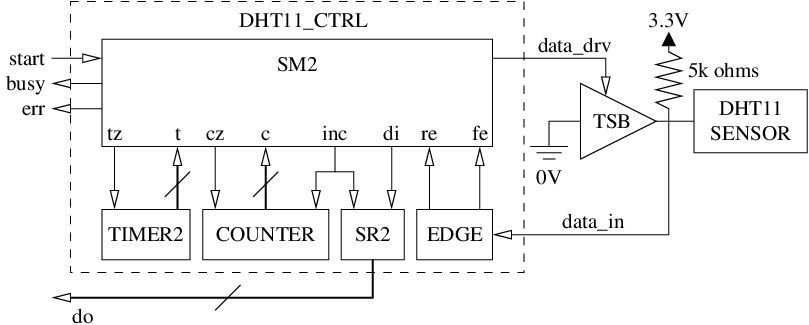 DHT11_CTRL
3.3V
start
SM2
data_drv
busy
5k ohms
err
TSB
DHT11
SENSOR
tz t cz c inc di re fe
0V
TIMER2 COUNTER SR2 EDGE
data_in
do